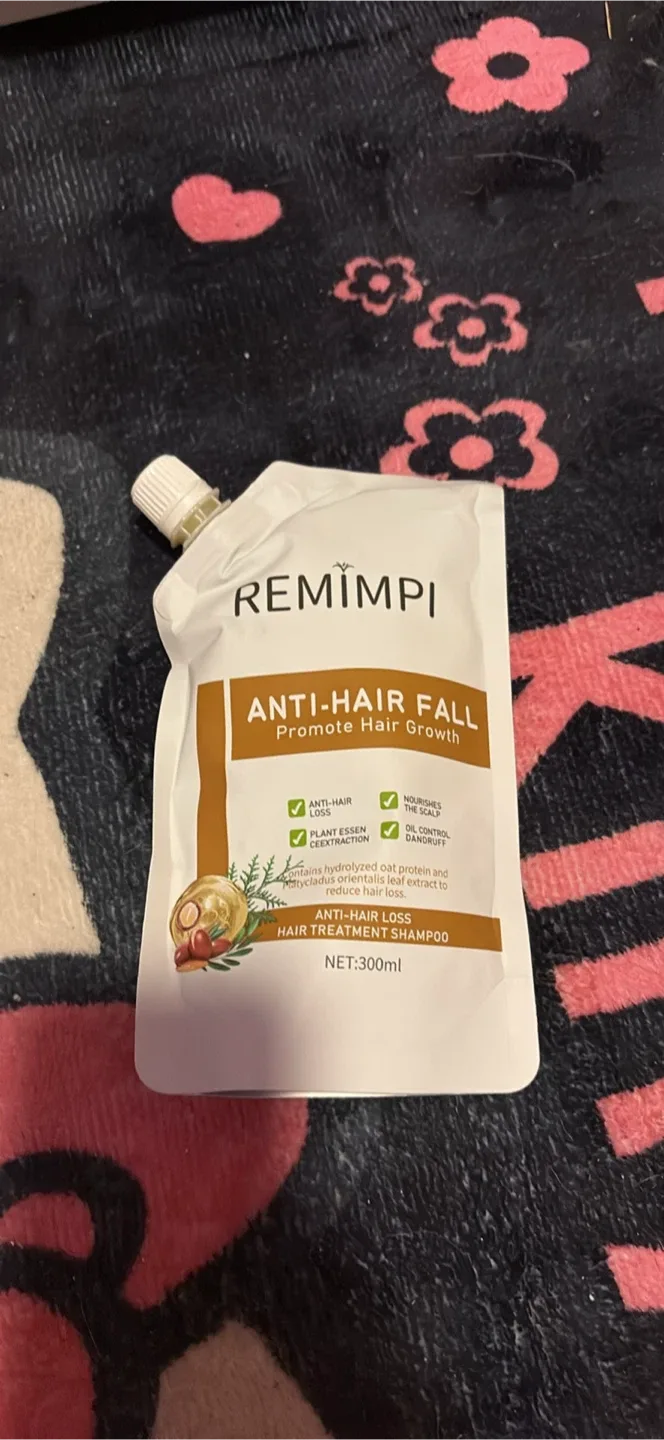 REMIMPI
ANTI-HAIR FALL
Promote Hair Growth
ANTI-HAIR
LOSS
NOURISHES
THE SCALP
PLANT ESSEN
CEEXTRACTION
OIL CONTROL
DANDRUFF
Contains hydrolyzed oat protein and
Platycladus orientalis leaf extract to
reduce hair loss.
ANTI-HAIR LOSS
HAIR TREATMENT SHAMPOO
NET:300ml